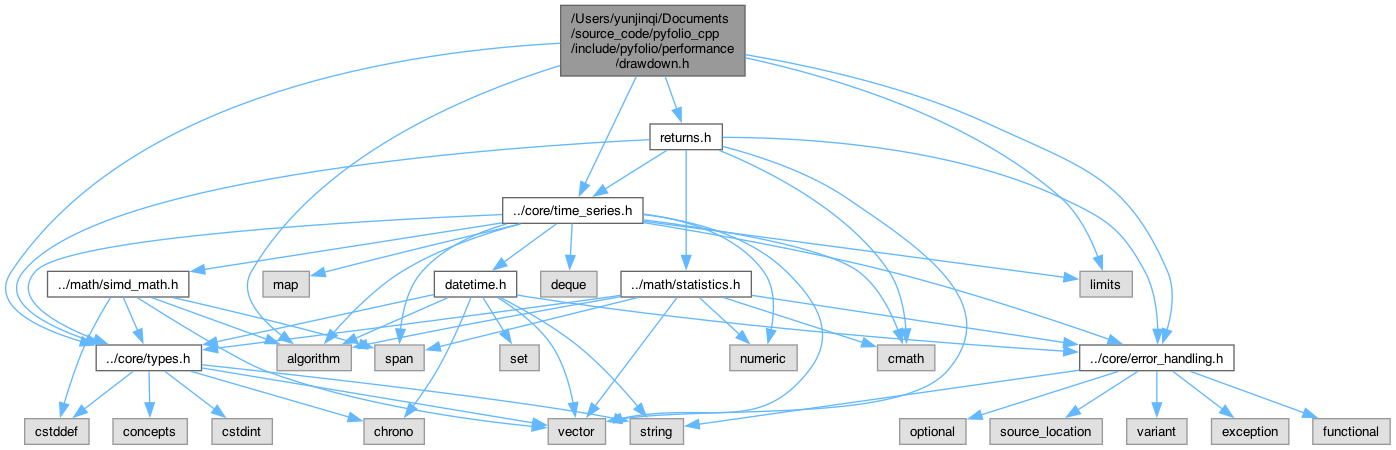 /Users/yunjinqi/Documents
/source_code/pyfolio_cpp
/include/pyfolio/performance
/drawdown.h
returns.h
../core/time_series.h
../math/simd_math.h
map
datetime.h
deque
../math/statistics.h
limits
../core/types.h
algorithm
span
set
numeric
cmath
../core/error_handling.h
cstddef
concepts
cstdint
chrono
vector
string
optional
source_location
variant
exception
functional